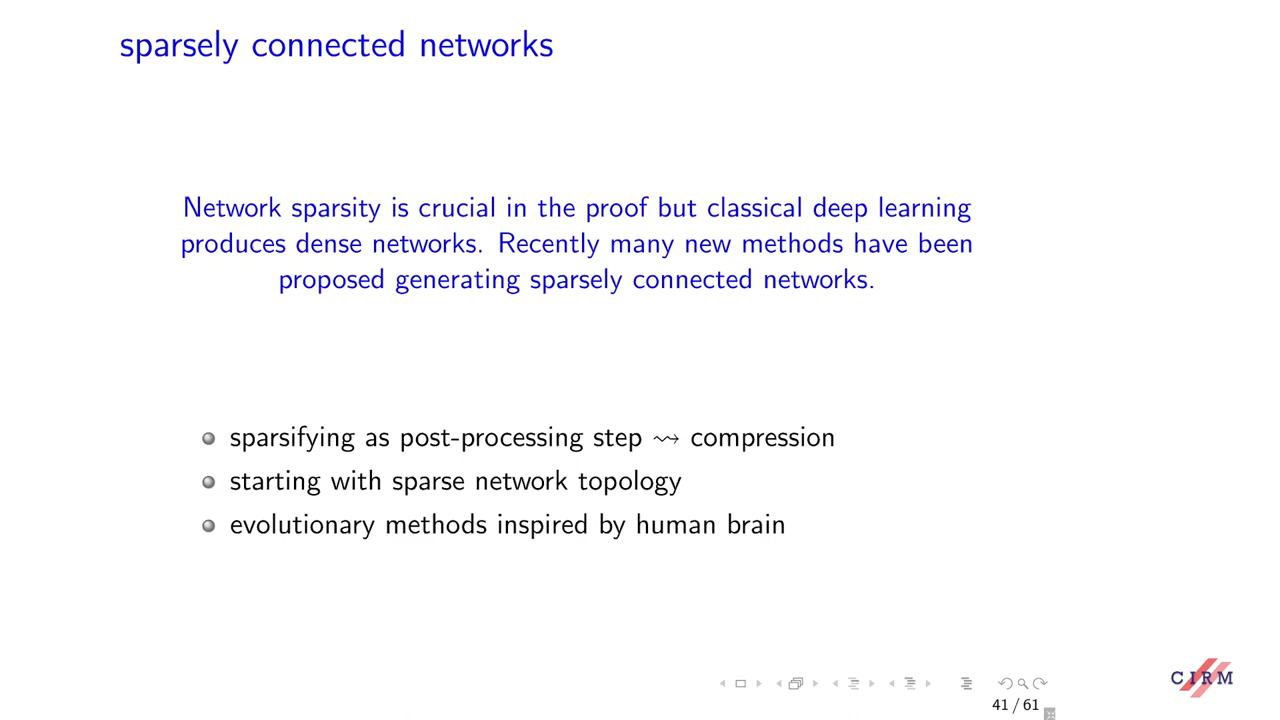 sparsely connected networks
Network sparsity is crucial in the proof but classical deep learning
produces dense networks. Recently many new methods have been
proposed generating sparsely connected networks.
sparsifying as post-processing step ⇝ compression
starting with sparse network topology
evolutionary methods inspired by human brain
CIRM
41 / 61